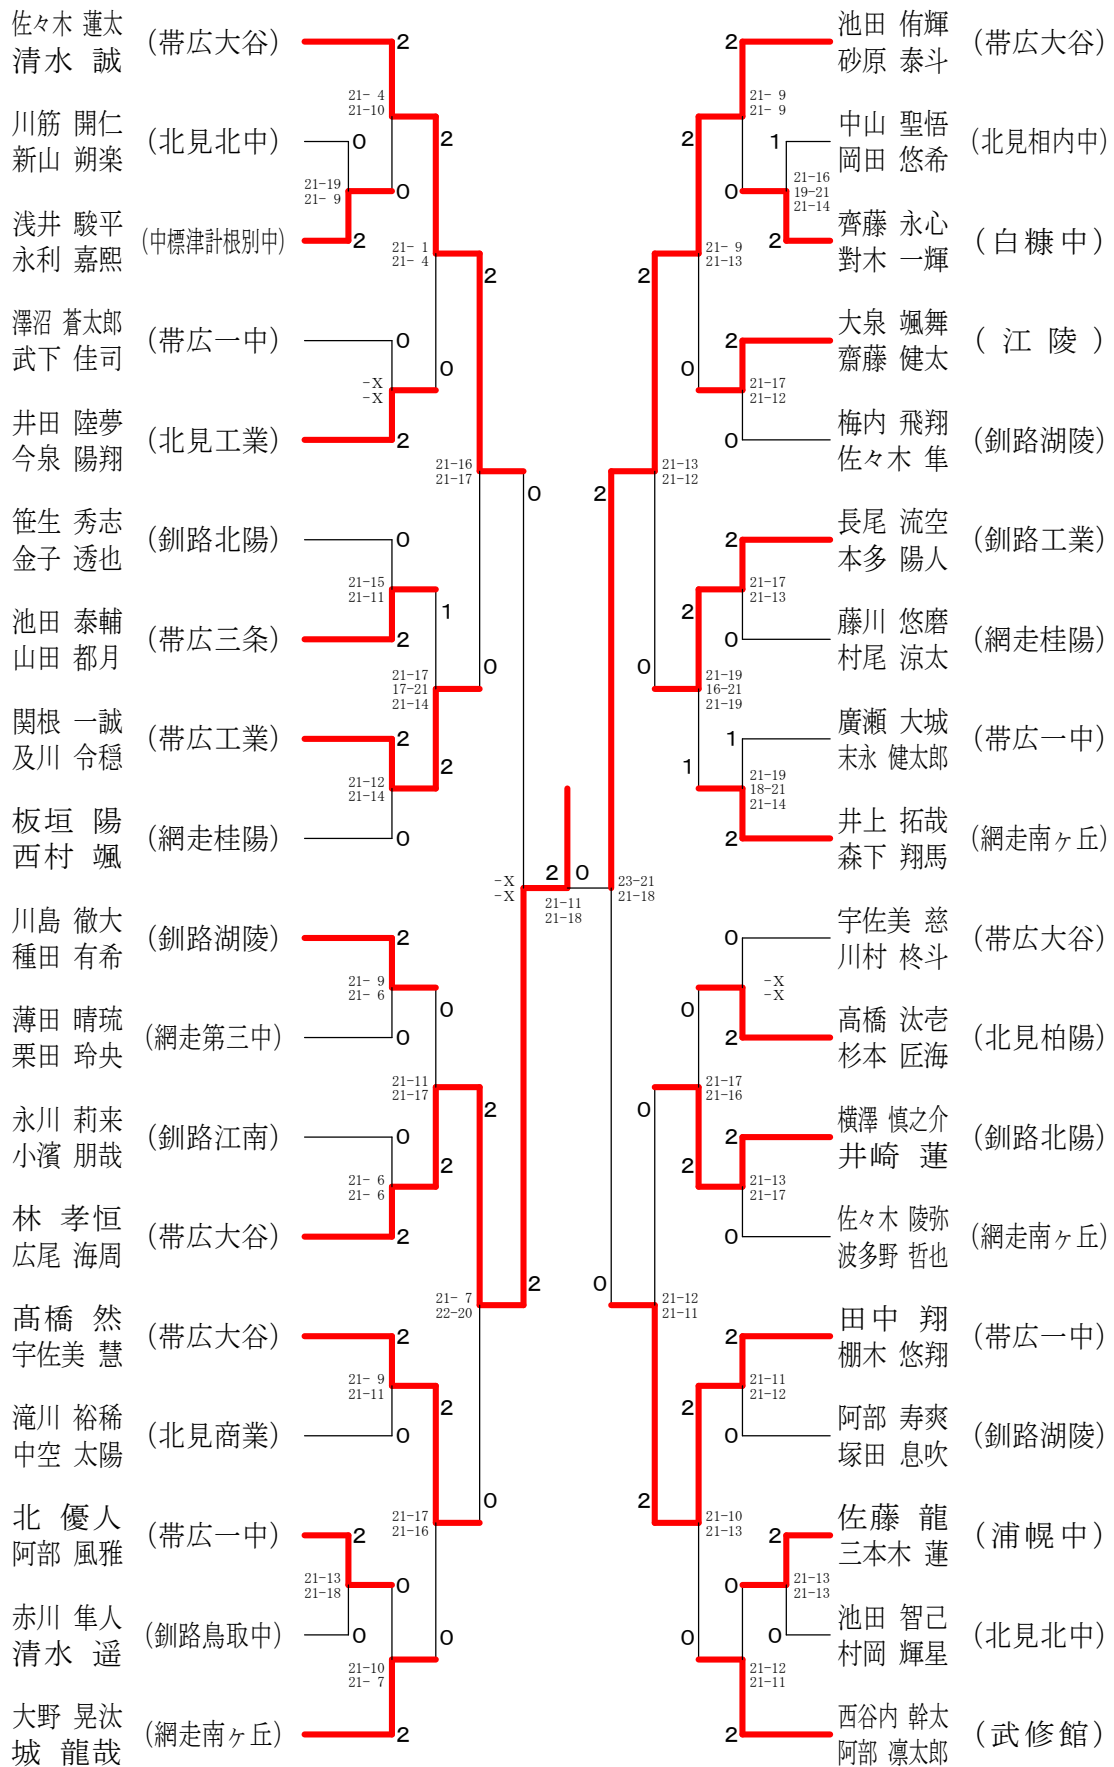 佐々木 蓮太
清水 誠
(帯広大谷)
2
川筋 開仁
新山 朔楽
(北見北中)
0
21- 4
21-10
2
21-19
21- 9
0
浅井 駿平
永利 嘉熙
(中標津計根別中)
2
21- 1
21- 4
2
澤沼 蒼太郎
武下 佳司
(帯広一中)
0
-X
-X
0
井田 陸夢
今泉 陽翔
(北見工業)
2
21-16
21-17
0
笹生 秀志
金子 透也
(釧路北陽)
0
21-15
21-11
1
池田 泰輔
山田 都月
(帯広三条)
2
21-17
17-21
21-14
0
関根 一誠
及川 令穏
(帯広工業)
2
21-12
21-14
2
板垣 陽
西村 颯
(網走桂陽)
0
-X
-X
2
0
21-11
21-18
川島 徹大
種田 有希
(釧路湖陵)
2
21- 9
21- 6
0
薄田 晴琉
栗田 玲央
(網走第三中)
0
21-11
21-17
2
永川 莉来
小濱 朋哉
(釧路江南)
0
21- 6
21- 6
2
林 孝恒
広尾 海周
(帯広大谷)
2
21- 7
22-20
2
髙橋 然
宇佐美 慧
(帯広大谷)
2
21- 9
21-11
2
滝川 裕稀
中空 太陽
(北見商業)
0
21-17
21-16
0
北 優人
阿部 風雅
(帯広一中)
2
21-13
21-18
0
赤川 隼人
清水 遥
(釧路鳥取中)
0
21-10
21- 7
0
大野 晃汰
城 龍哉
(網走南ヶ丘)
2
2
池田 侑輝
砂原 泰斗
(帯広大谷)
21- 9
21- 9
2
1
中山 聖悟
岡田 悠希
(北見相内中)
0
21-16
19-21
21-14
2
齊藤 永心
對木 一輝
(白糠中)
2
21- 9
21-13
2
大泉 颯舞
齋藤 健太
(江陵)
0
21-17
21-12
0
梅内 飛翔
佐々木 隼
(釧路湖陵)
2
21-13
21-12
2
長尾 流空
本多 陽人
(釧路工業)
2
21-17
21-13
0
藤川 悠磨
村尾 涼太
(網走桂陽)
0
21-19
16-21
21-19
1
廣瀬 大城
末永 健太郎
(帯広一中)
1
21-19
18-21
21-14
2
井上 拓哉
森下 翔馬
(網走南ヶ丘)
23-21
21-18
0
宇佐美 慈
川村 柊斗
(帯広大谷)
0
-X
-X
2
高橋 汰壱
杉本 匠海
(北見柏陽)
0
21-17
21-16
2
横澤 慎之介
井崎 蓮
(釧路北陽)
2
21-13
21-17
0
佐々木 陵弥
波多野 哲也
(網走南ヶ丘)
0
21-12
21-11
2
田中 翔
棚木 悠翔
(帯広一中)
2
21-11
21-12
0
阿部 寿爽
塚田 息吹
(釧路湖陵)
2
21-10
21-13
2
佐藤 龍
三本木 蓮
(浦幌中)
0
21-13
21-13
0
池田 智己
村岡 輝星
(北見北中)
0
21-12
21-11
2
西谷内 幹太
阿部 凛太郎
(武修館)